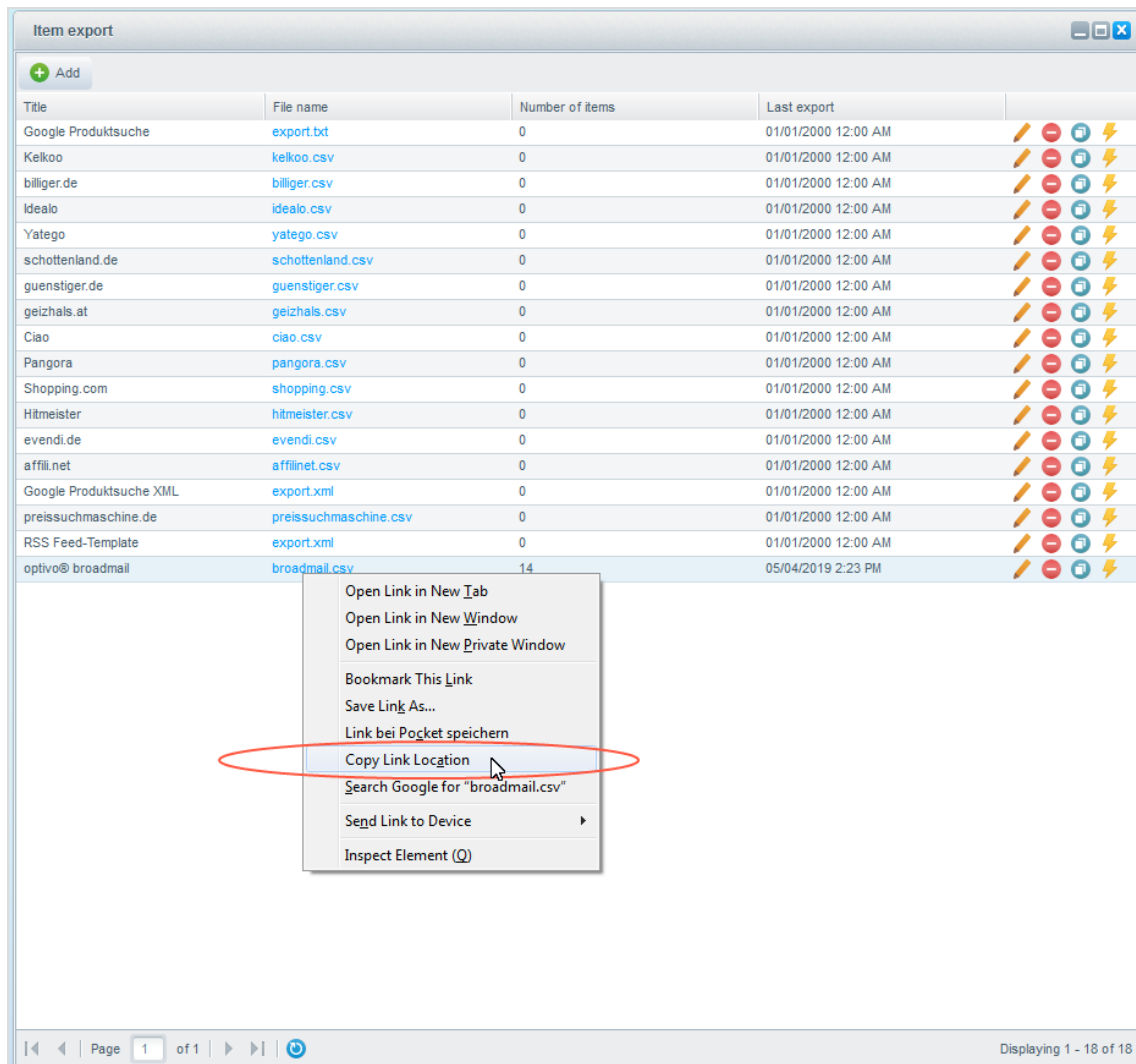 Item export
Add
Title File name Number of items Last export
Google Produktsuche export.txt 0 01/01/2000 12:00 AM
Kelkoo kelkoo.csv 0 01/01/2000 12:00 AM
billiger.de billiger.csv 0 01/01/2000 12:00 AM
Idealo idealo.csv 0 01/01/2000 12:00 AM
Yatego yatego.csv 0 01/01/2000 12:00 AM
schottenland.de schottenland.csv 0 01/01/2000 12:00 AM
guenstiger.de guenstiger.csv 0 01/01/2000 12:00 AM
geizhals.at geizhals.csv 0 01/01/2000 12:00 AM
Ciao ciao.csv 0 01/01/2000 12:00 AM
Pangora pangora.csv 0 01/01/2000 12:00 AM
Shopping.com shopping.csv 0 01/01/2000 12:00 AM
Hitmeister hitmeister.csv 0 01/01/2000 12:00 AM
evendi.de evendi.csv 0 01/01/2000 12:00 AM
affili.net affilinet.csv 0 01/01/2000 12:00 AM
Google Produktsuche XML export.xml 0 01/01/2000 12:00 AM
preissuchmaschine.de preissuchmaschine.csv 0 01/01/2000 12:00 AM
RSS Feed-Template export.xml 0 01/01/2000 12:00 AM
optivo® broadmail broadmail.csv 14 05/04/2019 2:23 PM
Open Link in New Tab
Open Link in New Window
Open Link in New Private Window
Bookmark This Link
Save Link As...
Link bei Pocket speichern
Copy Link Location
Search Google for "broadmail.csv"
Send Link to Device
Inspect Element (Q)
Page 1 of 1 Displaying 1 - 18 of 18